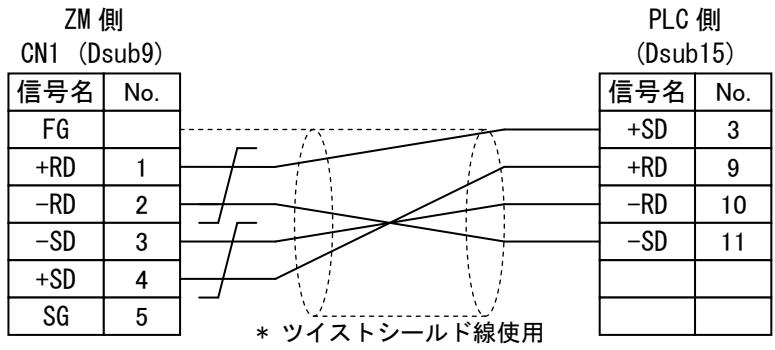 ZM 側
CN1 (Dsub9)
信号名 No.
FG
+RD 1
-RD 2
-SD 3
+SD 4
SG 5
PLC 側
(Dsub15)
信号名 No.
+SD 3
+RD 9
-RD 10
-SD 11
* ツイストシールド線使用